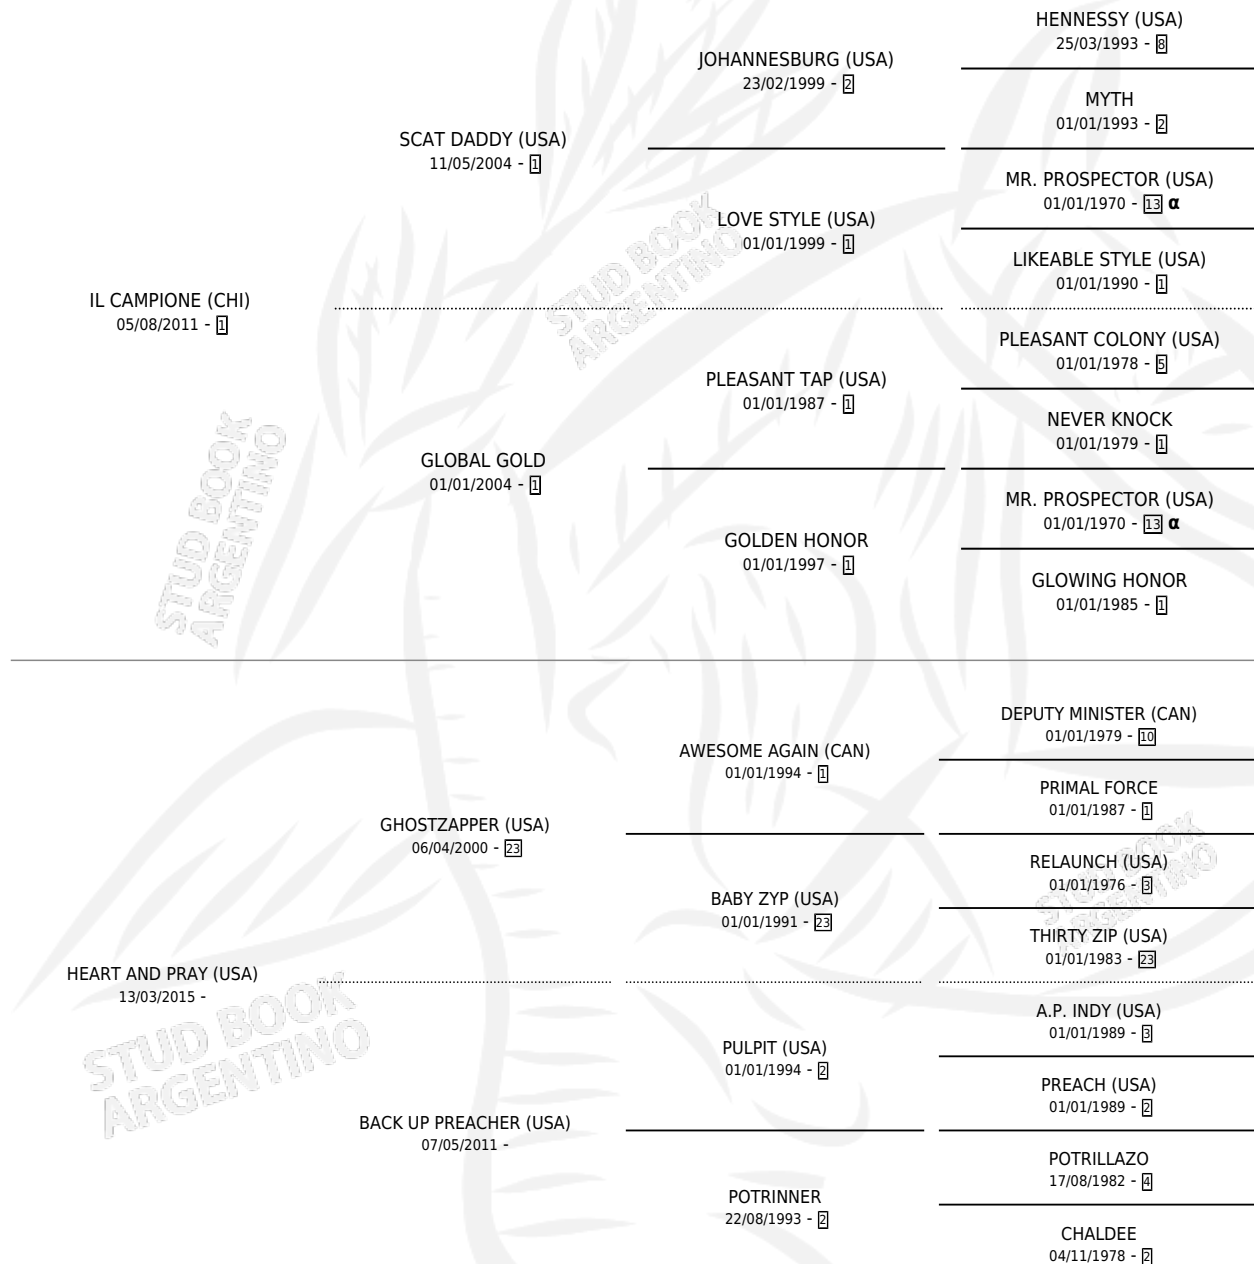 HENNESSY (USA)
25/03/1993 - 8
JOHANNESBURG (USA)
23/02/1999 - 2
MYTH
01/01/1993 - 2
SCAT DADDY (USA)
11/05/2004 - 1
MR. PROSPECTOR (USA)
01/01/1970 - 13 α
LOVE STYLE (USA)
01/01/1999 - 1
LIKEABLE STYLE (USA)
01/01/1990 - 1
IL CAMPIONE (CHI)
05/08/2011 - 1
PLEASANT COLONY (USA)
01/01/1978 - 5
PLEASANT TAP (USA)
01/01/1987 - 1
NEVER KNOCK
01/01/1979 - 1
GLOBAL GOLD
01/01/2004 - 1
MR. PROSPECTOR (USA)
01/01/1970 - 13 α
GOLDEN HONOR
01/01/1997 - 1
GLOWING HONOR
01/01/1985 - 1
DEPUTY MINISTER (CAN)
01/01/1979 - 10
AWESOME AGAIN (CAN)
01/01/1994 - 1
PRIMAL FORCE
01/01/1987 - 1
GHOSTZAPPER (USA)
06/04/2000 - 23
RELAUNCH (USA)
01/01/1976 - 3
BABY ZYP (USA)
01/01/1991 - 23
THIRTY ZIP (USA)
01/01/1983 - 23
HEART AND PRAY (USA)
13/03/2015 -
A.P. INDY (USA)
01/01/1989 - 3
PULPIT (USA)
01/01/1994 - 2
PREACH (USA)
01/01/1989 - 2
BACK UP PREACHER (USA)
07/05/2011 -
POTRILLAZO
17/08/1982 - 4
POTRINNER
22/08/1993 - 2
CHALDEE
04/11/1978 - 2
STUD BOOK
ARGENTINO
STUD BOOK
ARGENTINO
STUD BOOK
ARGENTINO
STUD BOOK
ARGENTINO